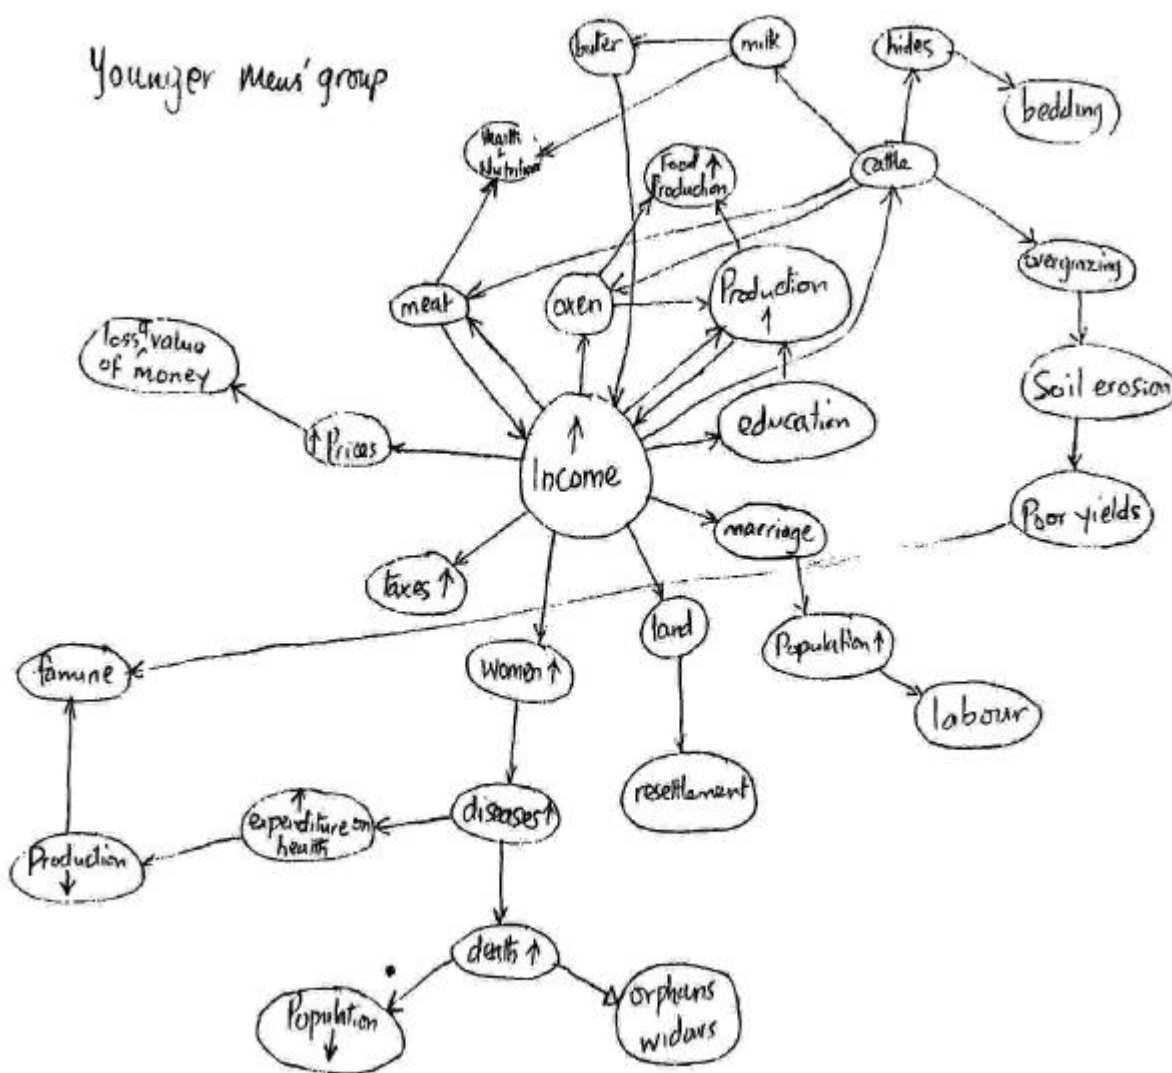 Younger mens' group
buter
milk
hides
bedding
Health
+
Nutrition
Food ↑
Production
cattle
overgrazing
meat
oxen
Production
↑
loss of value
of money
Soil erosion
↑ Prices
education
↑
Income
Poor yields
marriage
taxes ↑
land
Population ↑
famine
women ↑
labour
resettlement
↑
expenditure on
health
diseases ↑
Production
↓
death ↑
orphans
widows
Population
↓